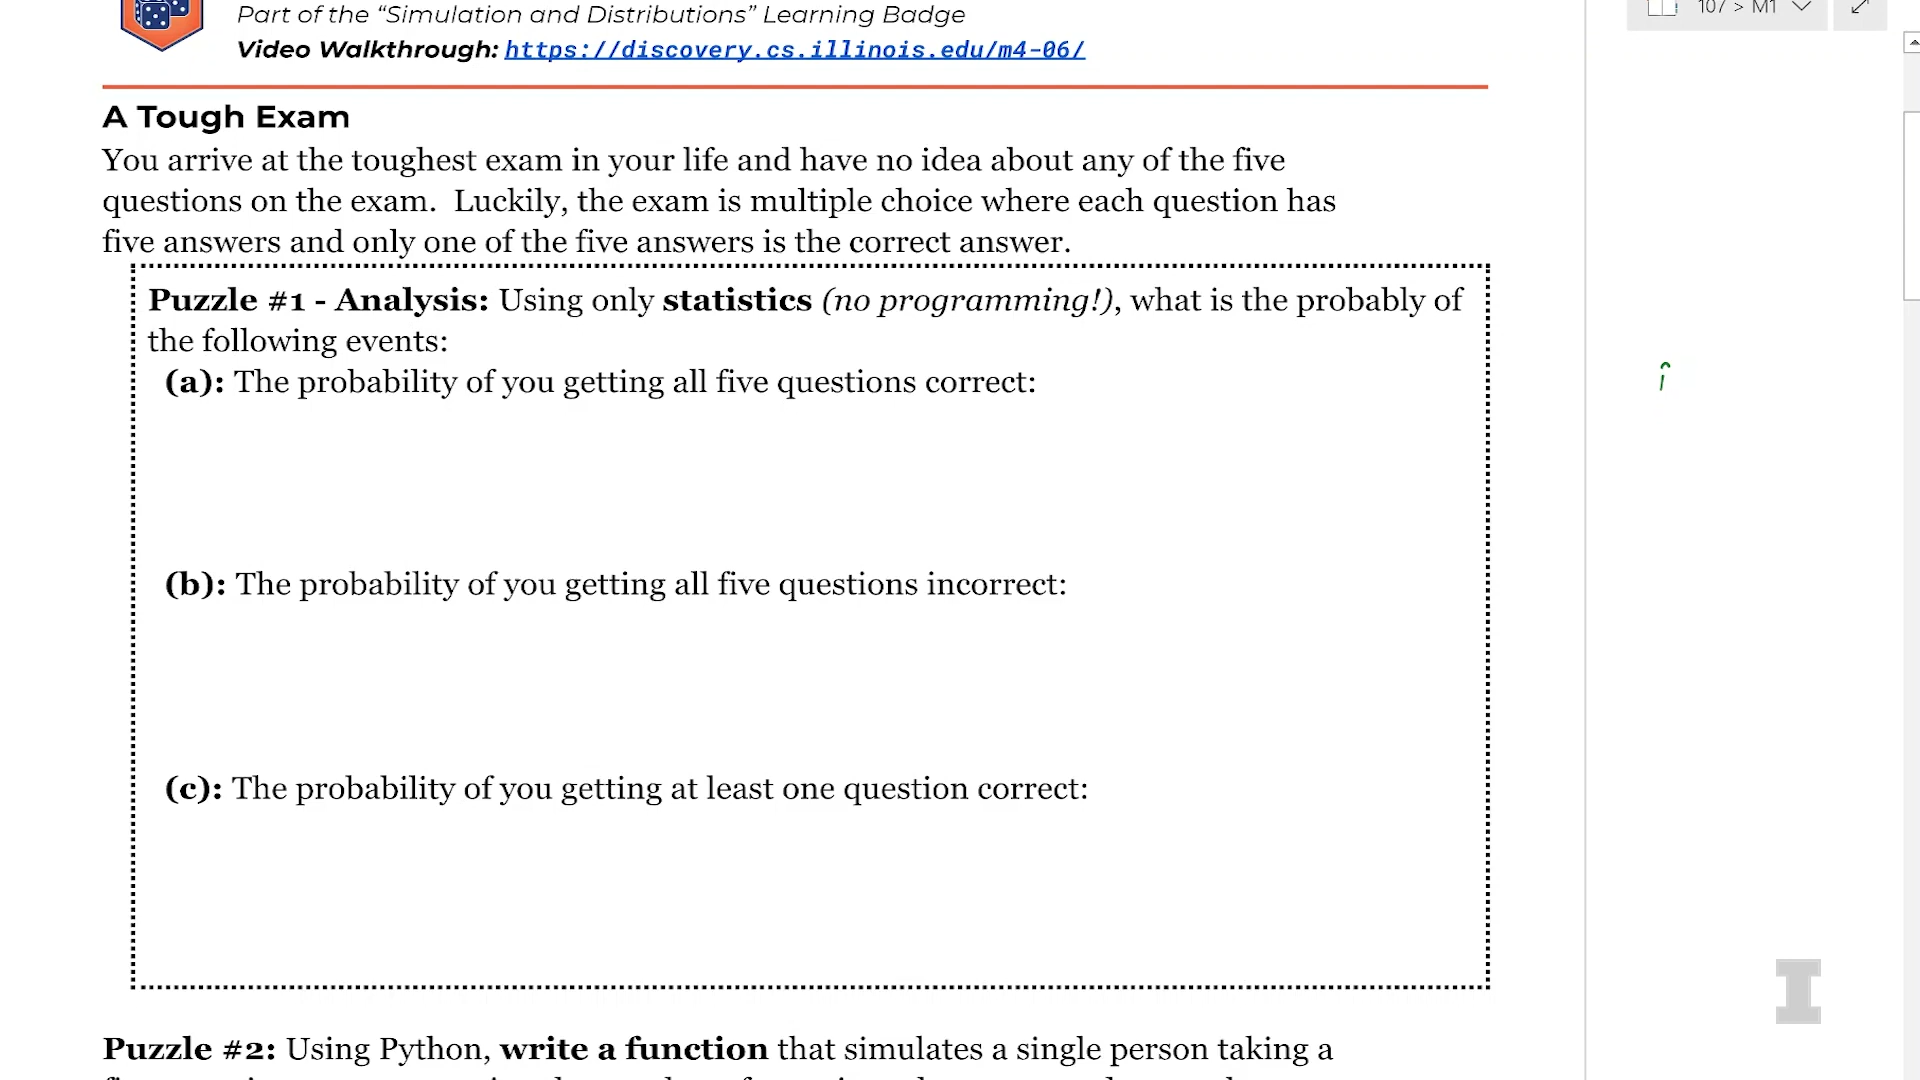 Part of the “Simulation and Distributions” Learning Badge
Video Walkthrough: https://discovery.cs.illinois.edu/m4-06/
107 > M1
A Tough Exam
You arrive at the toughest exam in your life and have no idea about any of the five
questions on the exam.  Luckily, the exam is multiple choice where each question has
five answers and only one of the five answers is the correct answer.
Puzzle #1 - Analysis: Using only statistics (no programming!), what is the probably of
the following events:
(a): The probability of you getting all five questions correct:
(b): The probability of you getting all five questions incorrect:
(c): The probability of you getting at least one question correct:
I
Puzzle #2: Using Python, write a function that simulates a single person taking a